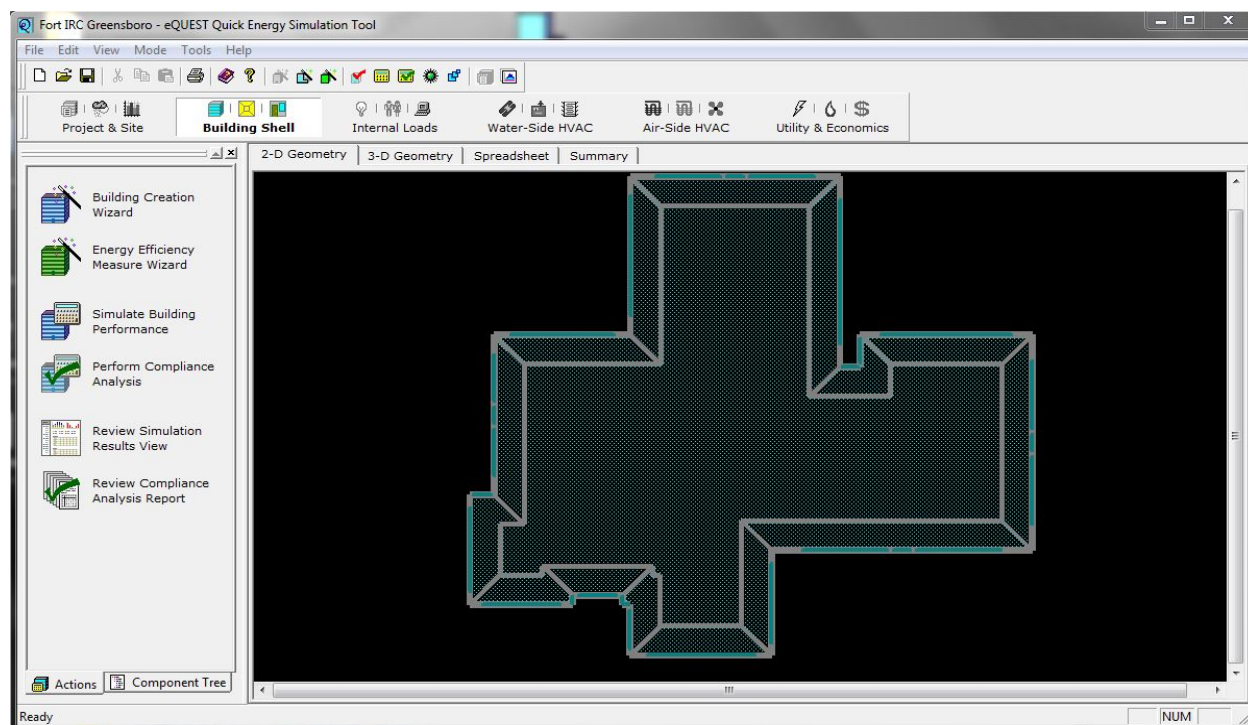 Fort IRC Greensboro - eQUEST Quick Energy Simulation Tool
File Edit View Mode Tools Help
Project & Site Building Shell Internal Loads Water-Side HVAC Air-Side HVAC Utility & Economics
2-D Geometry 3-D Geometry Spreadsheet Summary
Building Creation
Wizard
Energy Efficiency
Measure Wizard
Simulate Building
Performance
Perform Compliance
Analysis
Review Simulation
Results View
Review Compliance
Analysis Report
Actions Component Tree
Ready NUM